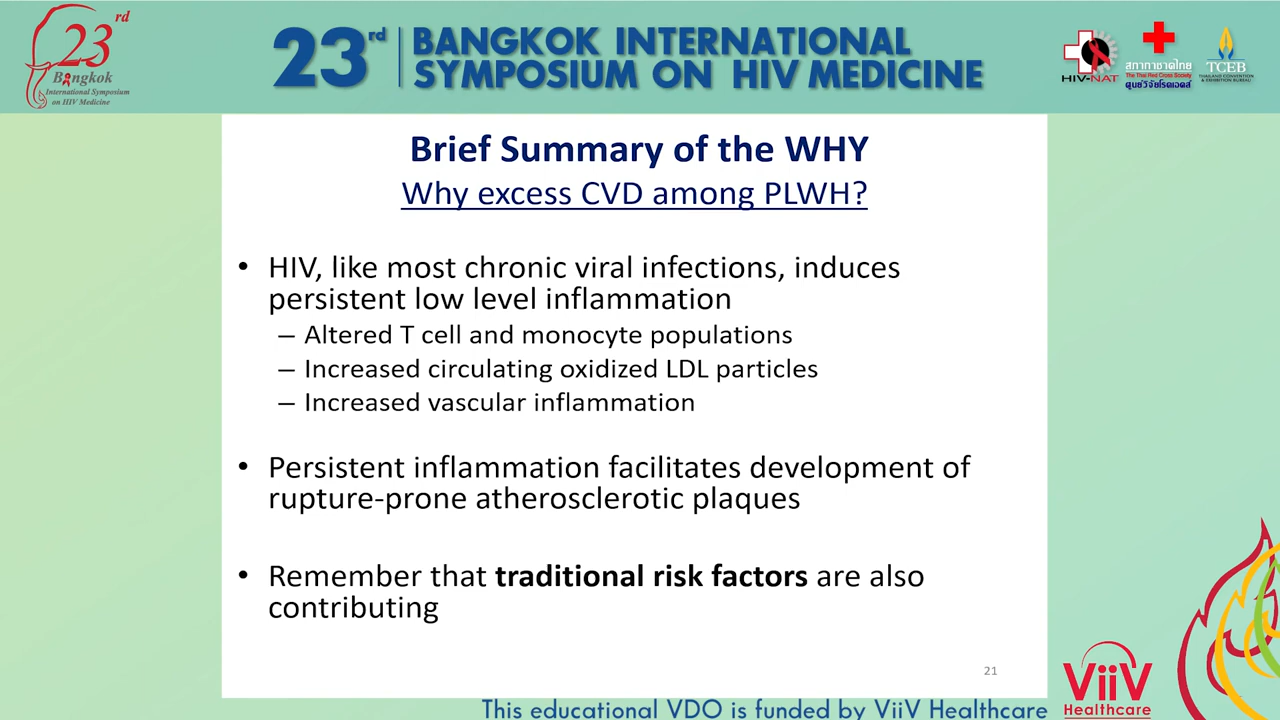 23rd
Bangkok
International Symposium
on HIV Medicine
23rd BANGKOK INTERNATIONAL
SYMPOSIUM ON HIV MEDICINE
HIV-NAT
สภากาชาดไทย
The Thai Red Cross Society
ศูนย์วิจัยโรคเอดส์
TCEB
THAILAND CONVENTION
& EXHIBITION BUREAU
Brief Summary of the WHY
Why excess CVD among PLWH?
• HIV, like most chronic viral infections, induces
persistent low level inflammation
– Altered T cell and monocyte populations
– Increased circulating oxidized LDL particles
– Increased vascular inflammation
• Persistent inflammation facilitates development of
rupture-prone atherosclerotic plaques
• Remember that traditional risk factors are also
contributing
21
ViiV
Healthcare
This educational VDO is funded by ViiV Healthcare